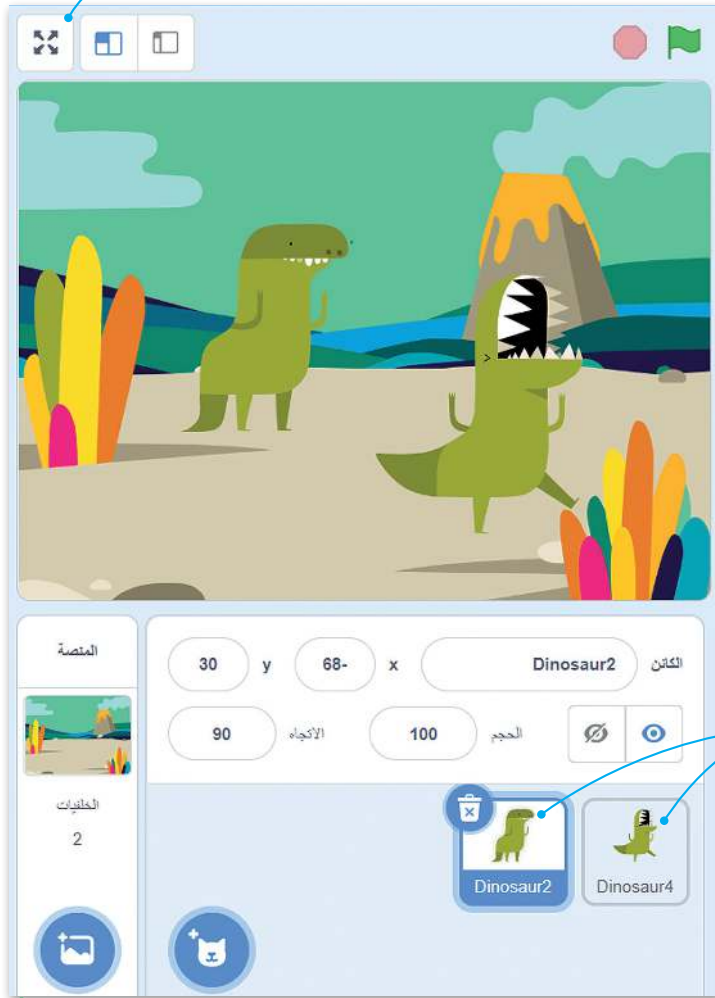 الكائن Dinosaur2 x 68- y 30
الحجم 100 الاتجاه 90
Dinosaur4
Dinosaur2
المنصة
الخلفيات
2